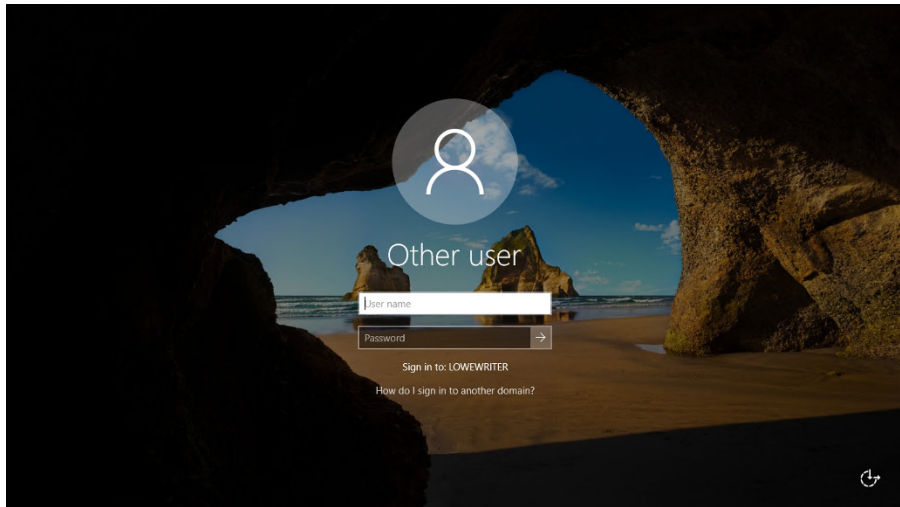 Other user
User name
Password
Sign in to: LOWEWRITER
How do I sign in to another domain?